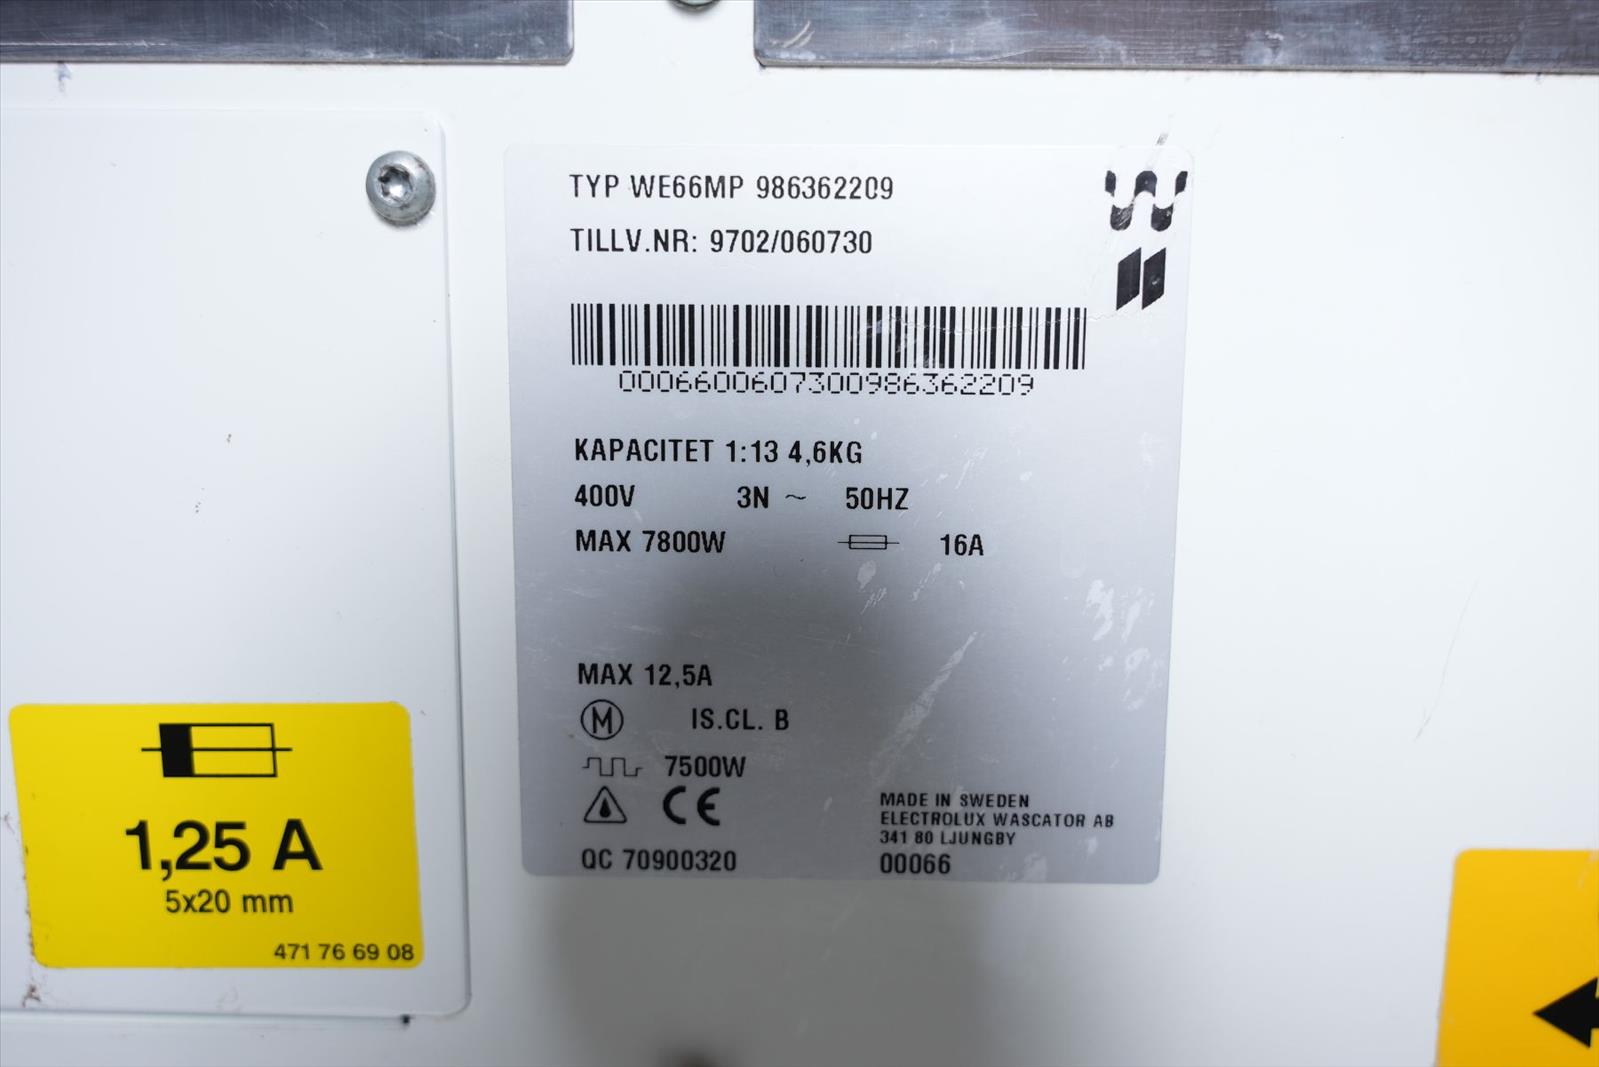 TYP WE66MP 986362209
TILLV.NR: 9702/060730
0006600607300986362209
KAPACITET 1:13 4,6KG
400V 3N ~ 50HZ
MAX 7800W 16A
MAX 12,5A
M IS.CL. B
7500W
CE
MADE IN SWEDEN
ELECTROLUX WASCATOR AB
341 80 LJUNGBY
QC 70900320 00066
1,25 A
5x20 mm
471 76 69 08